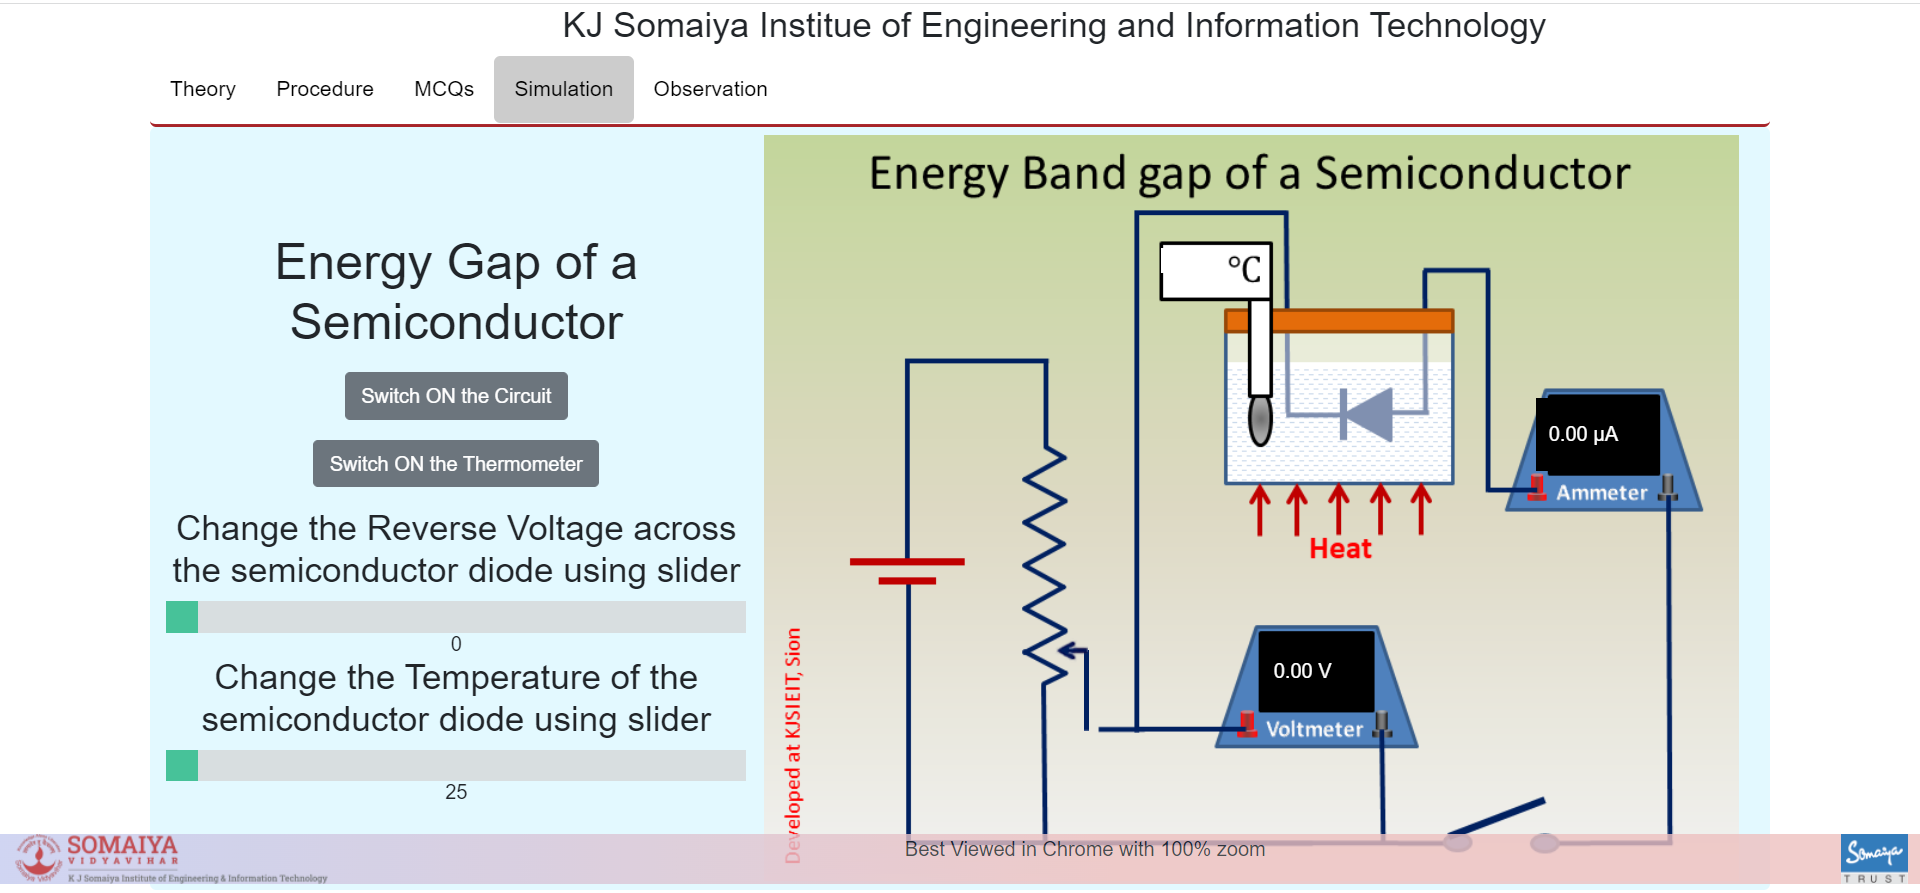 KJ Somaiya Institue of Engineering and Information Technology
Theory Procedure MCQs Simulation Observation
Energy Gap of a
Semiconductor
Switch ON the Circuit
Switch ON the Thermometer
Change the Reverse Voltage across
the semiconductor diode using slider
0
Change the Temperature of the
semiconductor diode using slider
25
Energy Band gap of a Semiconductor
°C
0.00 μA
Ammeter
Heat
0.00 V
Voltmeter
Developed at KJSIEIT, Sion
SOMAIYA
VIDYAVIHAR
K J Somaiya Institute of Engineering & Information Technology
Best Viewed in Chrome with 100% zoom
Somaiya
TRUST